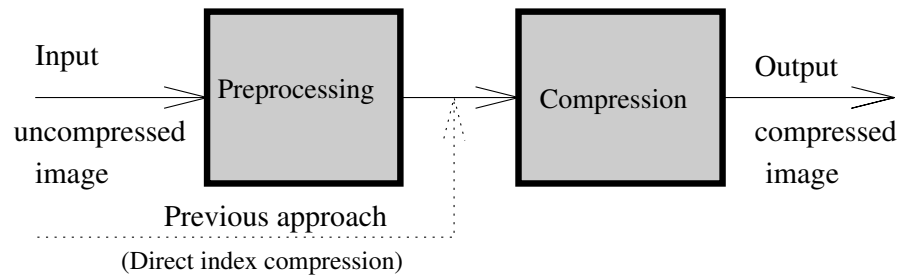 Input
Preprocessing
Output
Compression
uncompressed
image
compressed
image
Previous approach
(Direct index compression)